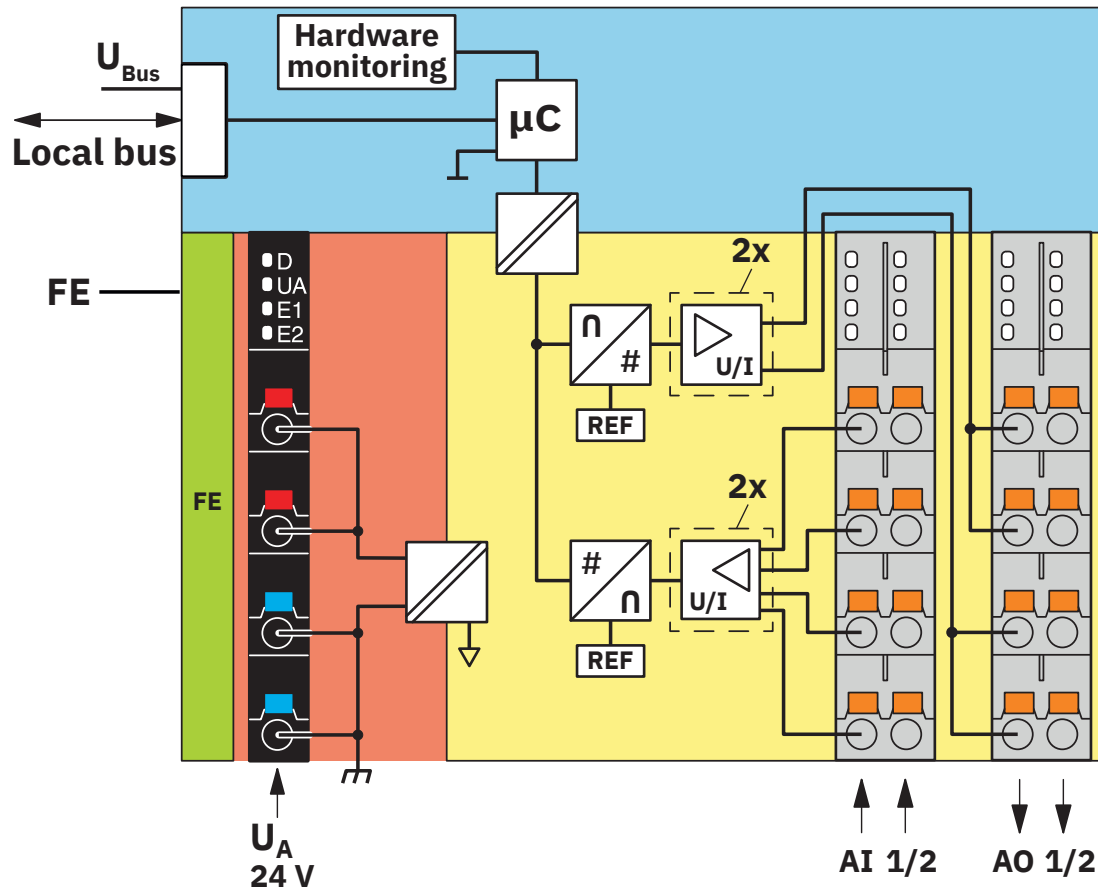 Hardware
monitoring
U Bus
µC
Local bus
2x
D
UA
E1
E2
FE
∩
#
U/I
REF
FE
2x
#
∩
U/I
REF
UA
24 V
AI 1/2
AO 1/2